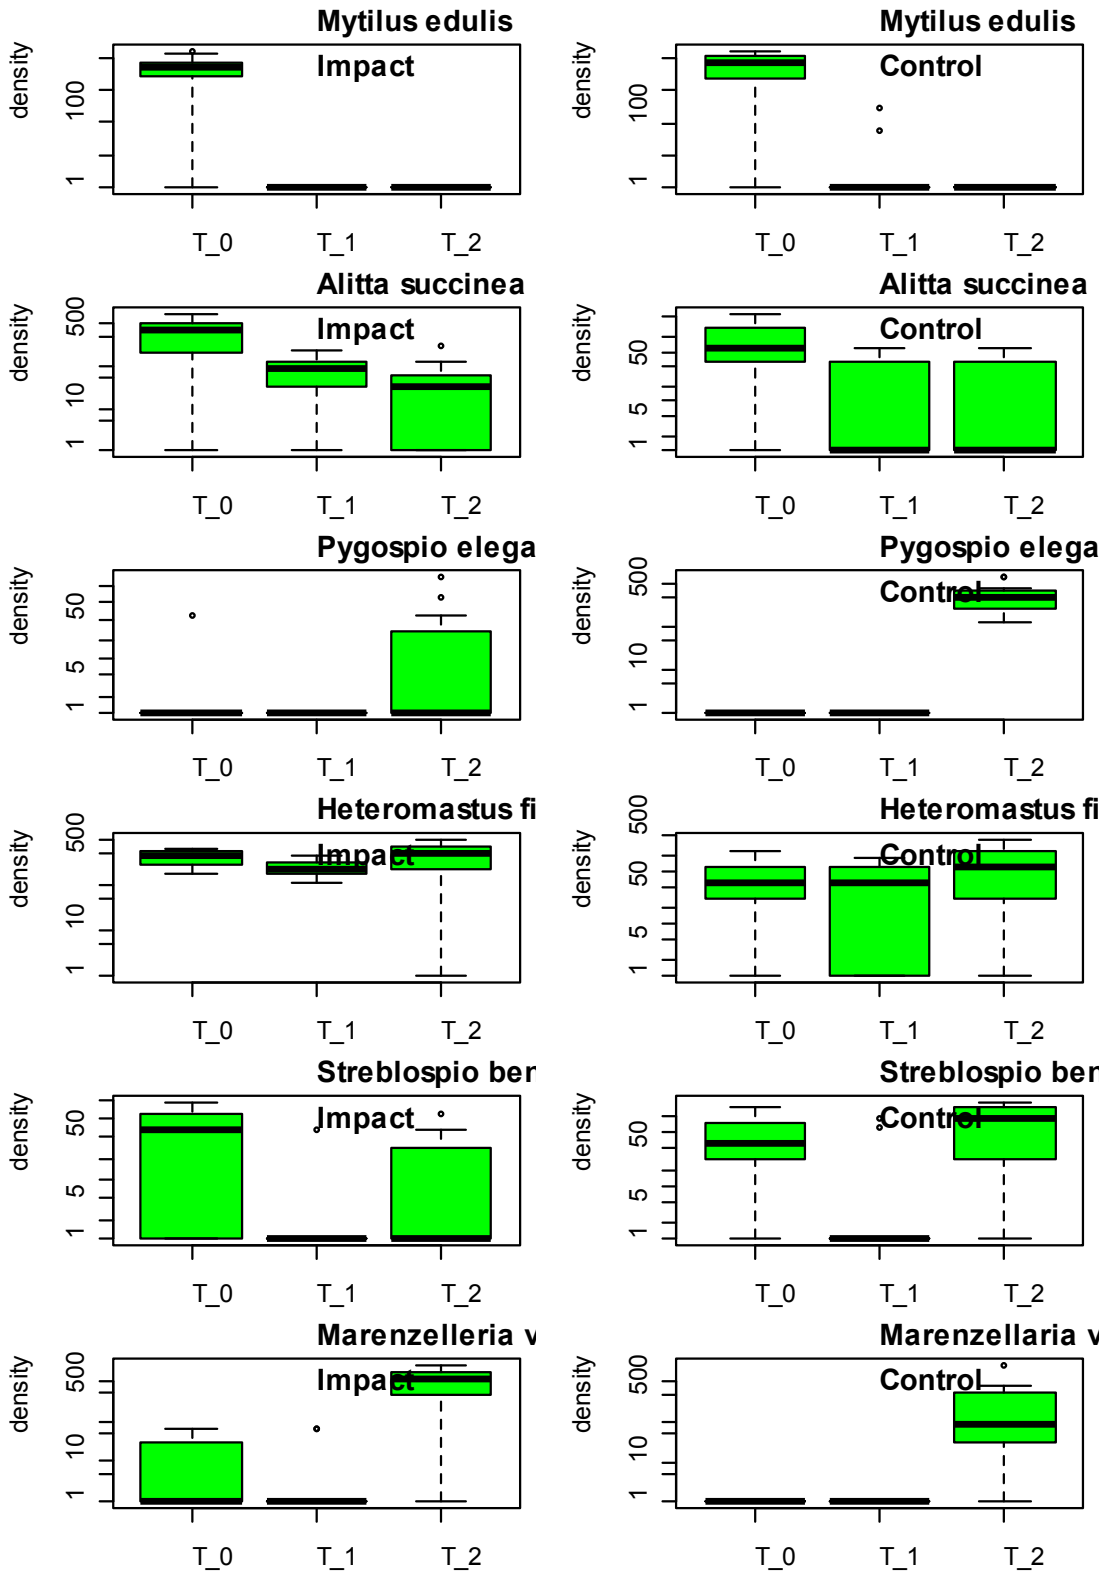 Mytilus edulis
Impact
density
100
1
T_0 T_1 T_2
Mytilus edulis
Control
density
100
1
T_0 T_1 T_2
Alitta succinea
Impact
density
500
10
1
T_0 T_1 T_2
Alitta succinea
Control
density
50
5
1
T_0 T_1 T_2
Pygospio elega
density
50
5
1
T_0 T_1 T_2
Pygospio elega
Control
density
500
10
1
T_0 T_1 T_2
Heteromastus fi
Impact
density
500
10
1
T_0 T_1 T_2
Heteromastus fi
Control
density
500
50
5
1
T_0 T_1 T_2
Streblospio ben
Impact
density
50
5
1
T_0 T_1 T_2
Streblospio ben
Control
density
50
5
1
T_0 T_1 T_2
Marenzelleria v
Impact
density
500
10
1
T_0 T_1 T_2
Marenzellaria v
Control
density
500
10
1
T_0 T_1 T_2